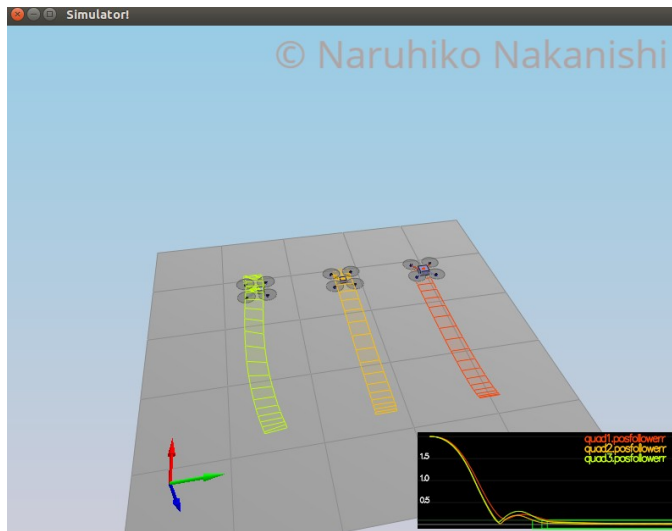 Simulator!
© Naruhiko Nakanishi
quad1.posfollowerr
quad2.posfollowerr
quad3.posfollowerr
1.5
1.0
0.5